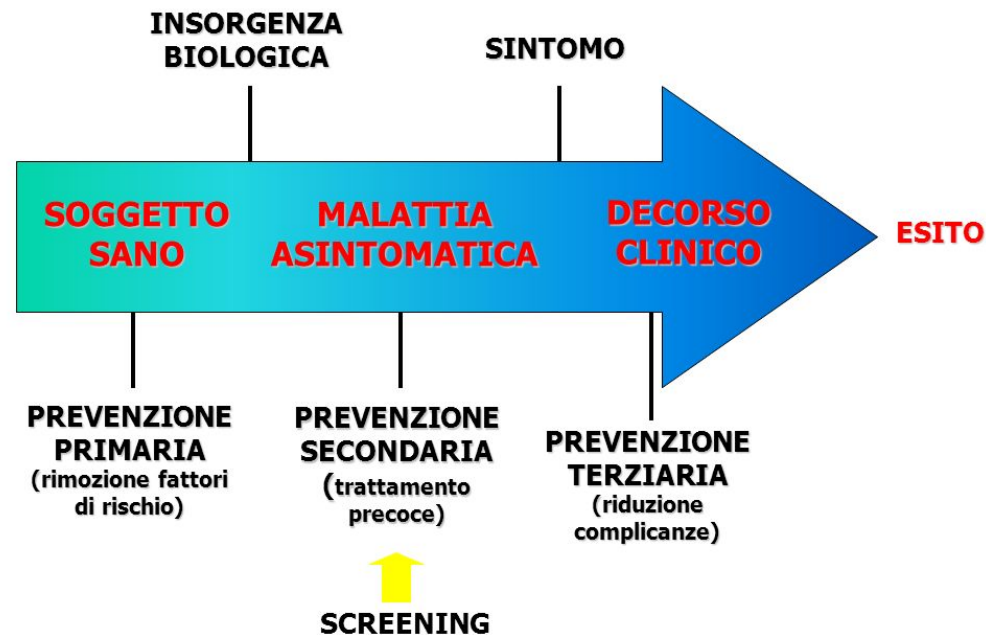 INSORGENZA
BIOLOGICA
SINTOMO
SOGGETTO
SANO
MALATTIA
ASINTOMATICA
DECORSO
CLINICO
ESITO
PREVENZIONE
PRIMARIA
(rimozione fattori
di rischio)
PREVENZIONE
SECONDARIA
(trattamento
precoce)
PREVENZIONE
TERZIARIA
(riduzione
complicanze)
SCREENING